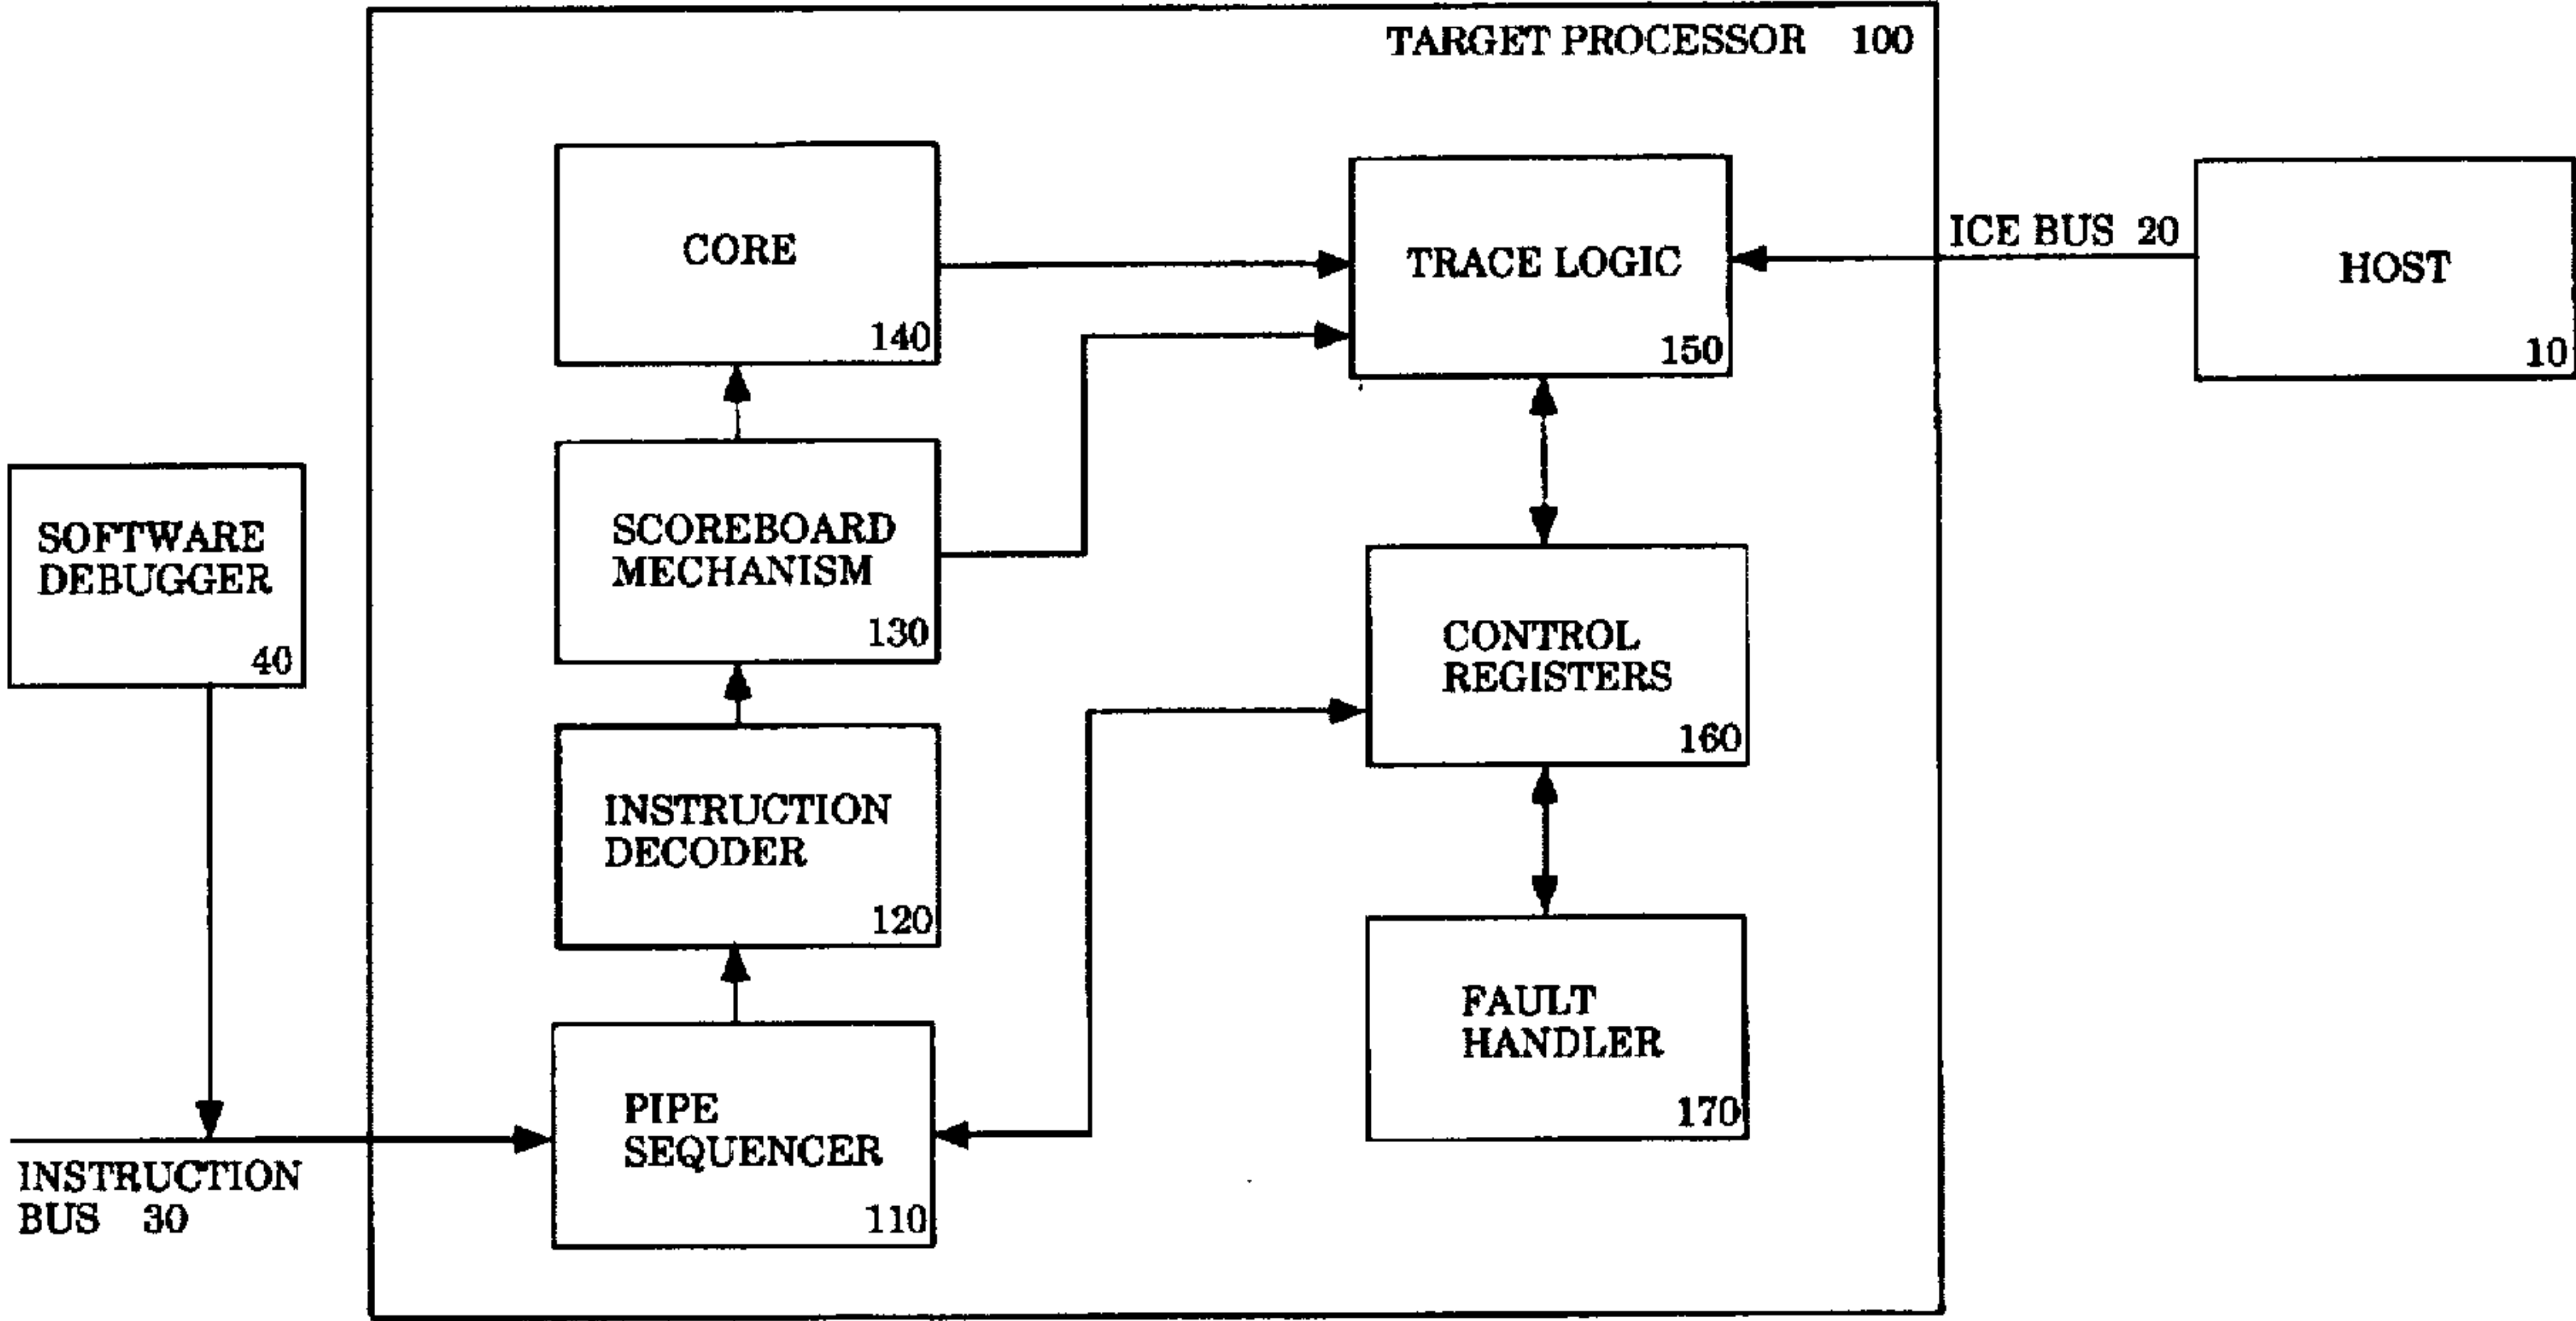 TARGET PROCESSOR 100
CORE
140
TRACE LOGIC
150
ICE BUS 20
HOST
10
SOFTWARE
DEBUGGER
40
SCOREBOARD
MECHANISM
130
CONTROL
REGISTERS
160
INSTRUCTION
DECODER
120
FAULT
HANDLER
170
PIPE
SEQUENCER
110
INSTRUCTION
BUS 30